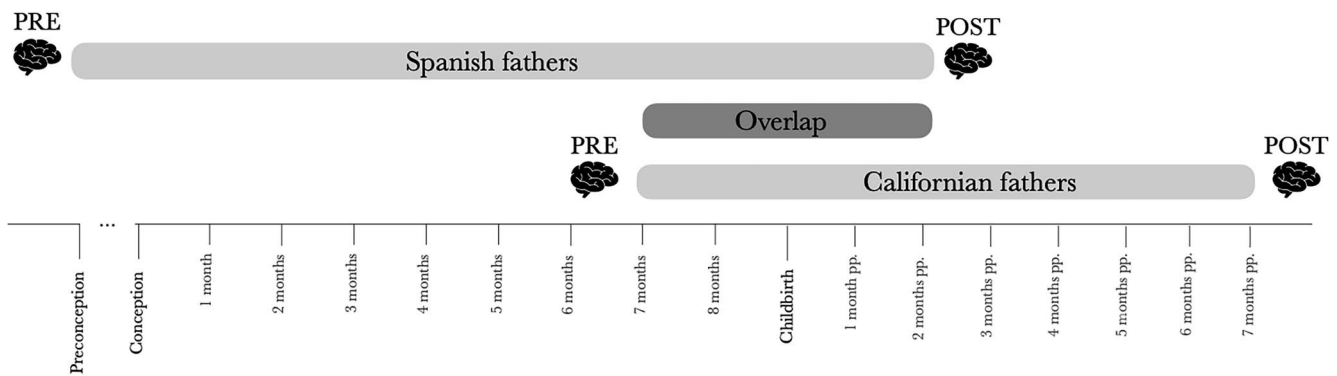 PRE
POST
Spanish fathers
Overlap
PRE
POST
Californian fathers
...
Preconception
Conception
1 month
2 months
3 months
4 months
5 months
6 months
7 months
8 months
Childbirth
1 month pp.
2 months pp.
3 months pp.
4 months pp.
5 months pp.
6 months pp.
7 months pp.